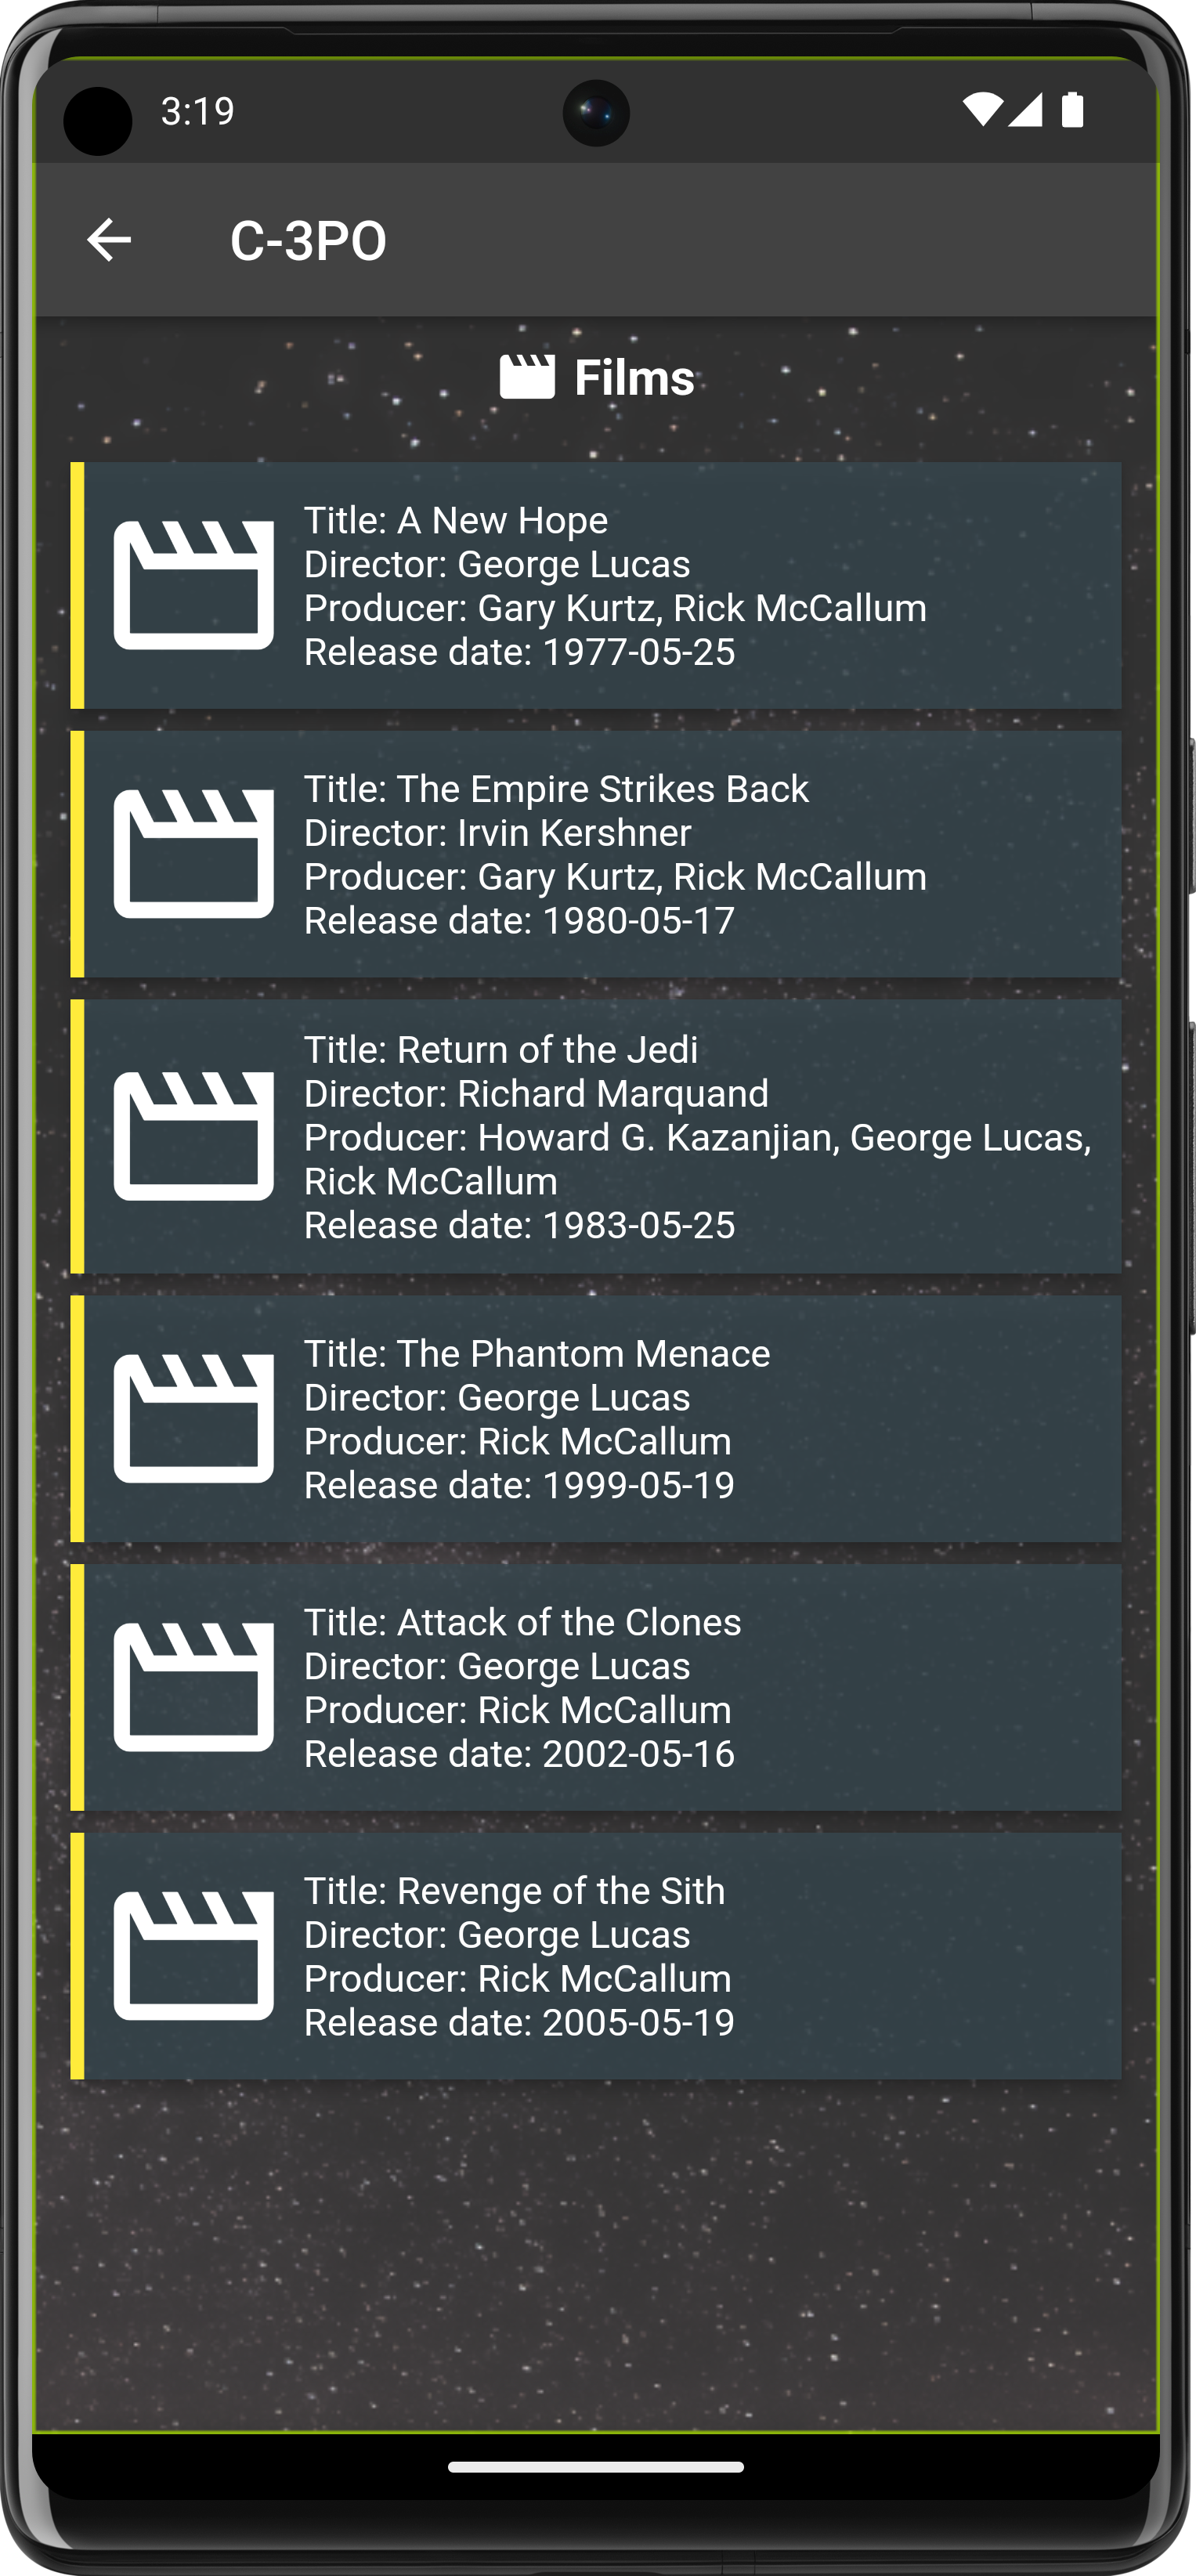 3:19
C-3PO
Films
Title: A New Hope
Director: George Lucas
Producer: Gary Kurtz, Rick McCallum
Release date: 1977-05-25
Title: The Empire Strikes Back
Director: Irvin Kershner
Producer: Gary Kurtz, Rick McCallum
Release date: 1980-05-17
Title: Return of the Jedi
Director: Richard Marquand
Producer: Howard G. Kazanjian, George Lucas,
Rick McCallum
Release date: 1983-05-25
Title: The Phantom Menace
Director: George Lucas
Producer: Rick McCallum
Release date: 1999-05-19
Title: Attack of the Clones
Director: George Lucas
Producer: Rick McCallum
Release date: 2002-05-16
Title: Revenge of the Sith
Director: George Lucas
Producer: Rick McCallum
Release date: 2005-05-19